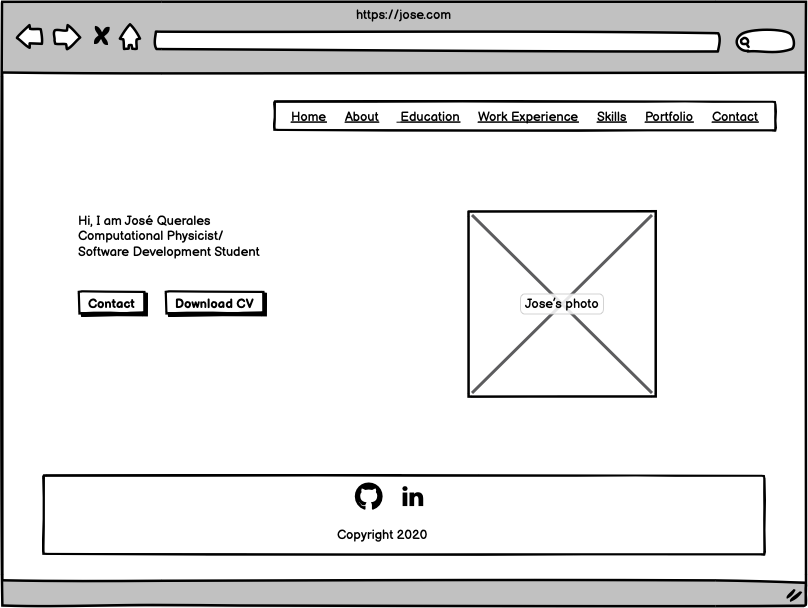 https://jose.com
Home About Education Work Experience Skills Portfolio Contact
Hi, I am José Querales
Computational Physicist/
Software Development Student
Contact Download CV
Jose's photo
in
Copyright 2020